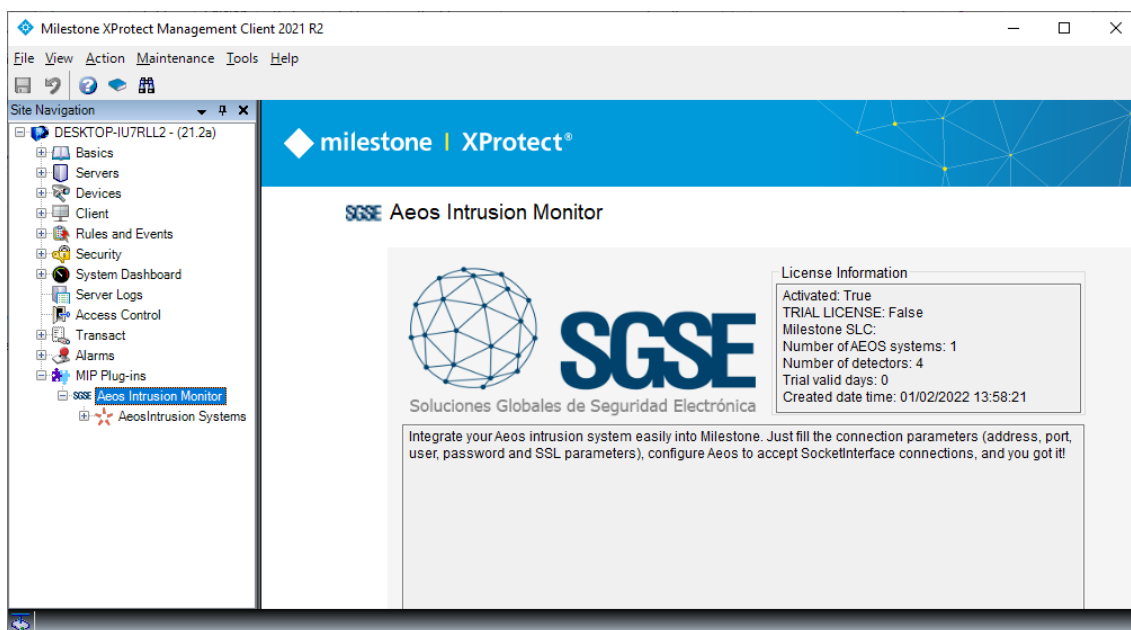 Milestone XProtect Management Client 2021 R2
File View Action Maintenance Tools Help
Site Navigation
DESKTOP-IU7RLL2 - (21.2a)
Basics
Servers
Devices
Client
Rules and Events
Security
System Dashboard
Server Logs
Access Control
Transact
Alarms
MIP Plug-ins
SGSE Aeos Intrusion Monitor
AeosIntrusion Systems
milestone | XProtect®
SGSE Aeos Intrusion Monitor
SGSE
Soluciones Globales de Seguridad Electrónica
License Information
Activated: True
TRIAL LICENSE: False
Milestone SLC:
Number of AEOS systems: 1
Number of detectors: 4
Trial valid days: 0
Created date time: 01/02/2022 13:58:21
Integrate your Aeos intrusion system easily into Milestone. Just fill the connection parameters (address, port,
user, password and SSL parameters), configure Aeos to accept SocketInterface connections, and you got it!